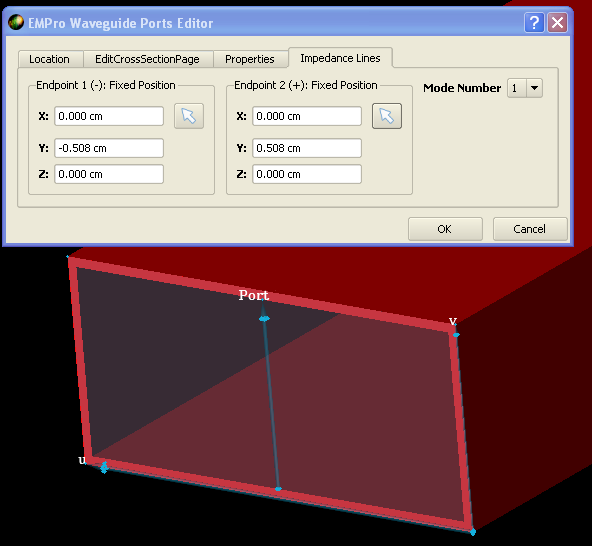 EMPro Waveguide Ports Editor
Location EditCrossSectionPage Properties Impedance Lines
Endpoint 1 (-): Fixed Position Endpoint 2 (+): Fixed Position Mode Number 1
X: 0.000 cm X: 0.000 cm
Y: -0.508 cm Y: 0.508 cm
Z: 0.000 cm Z: 0.000 cm
OK Cancel
Port
v
u